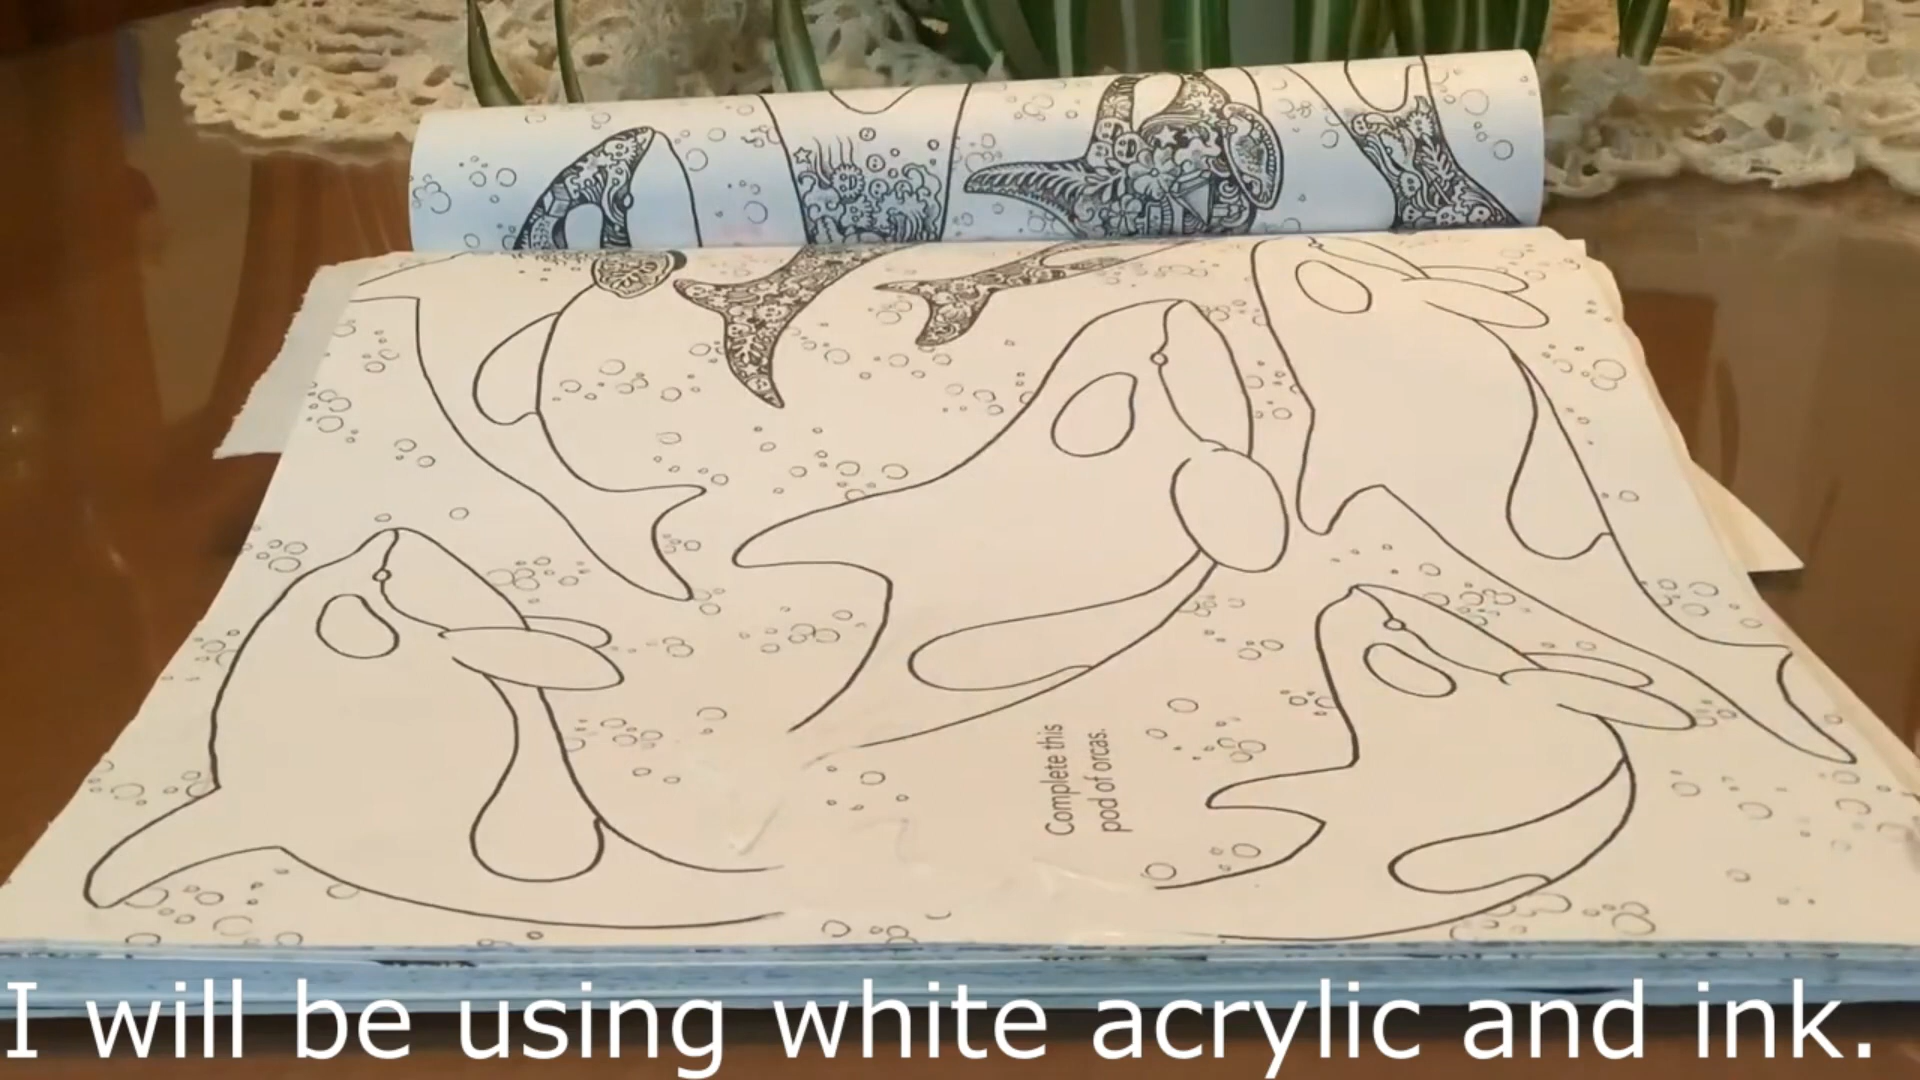 Complete this
pod of orcas.
I will be using white acrylic and ink.